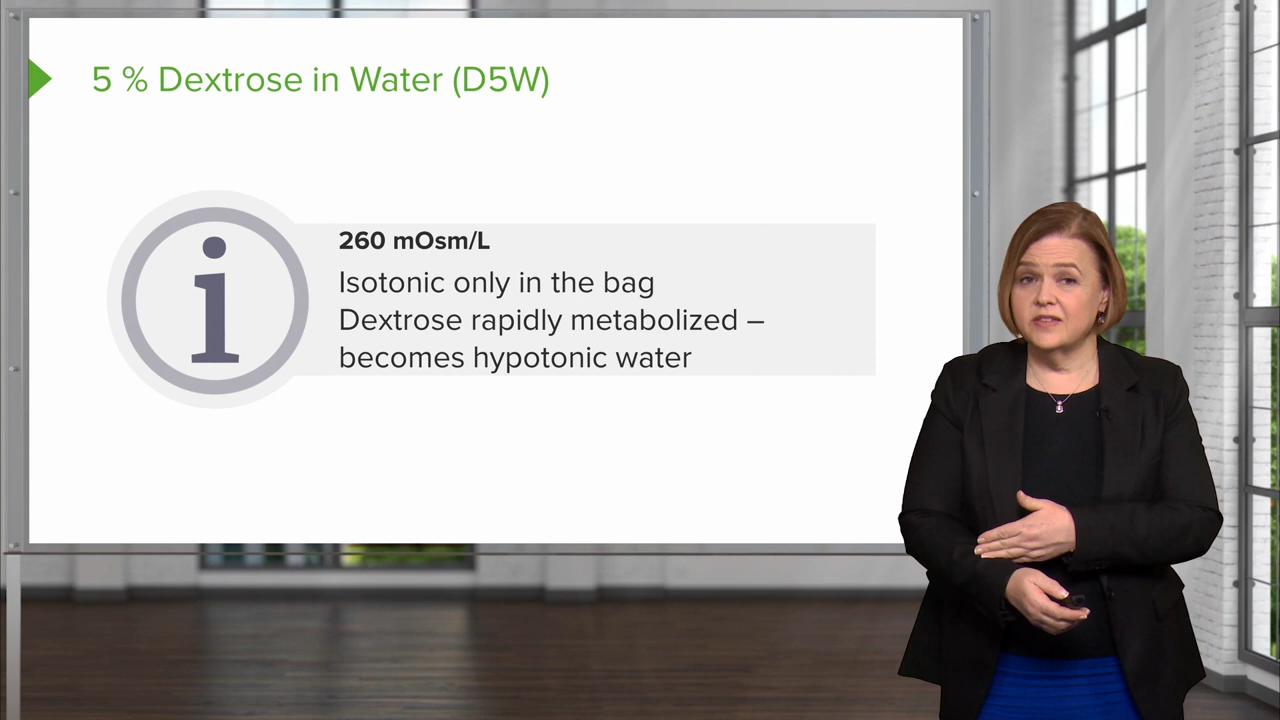 5 % Dextrose in Water (D5W)
260 mOsm/L
Isotonic only in the bag
Dextrose rapidly metabolized –
becomes hypotonic water